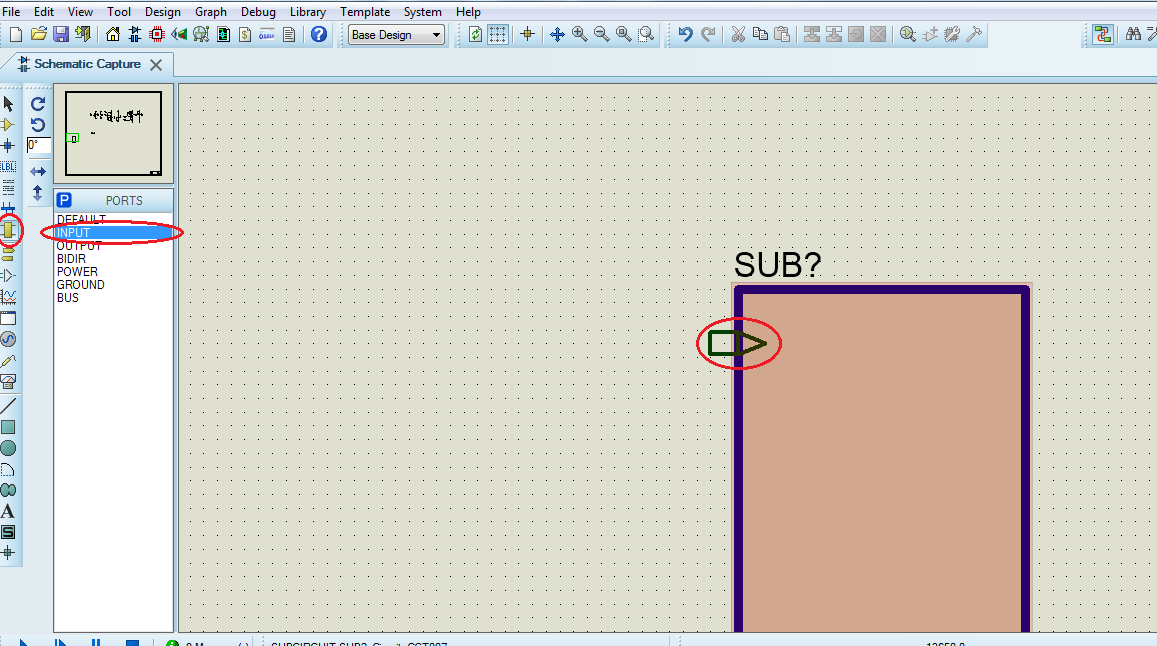 File Edit View Tool Design Graph Debug Library Template System Help
Base Design
Schematic Capture
0°
LBL
P PORTS
DEFAULT
INPUT
OUTPUT
BIDIR
POWER
GROUND
BUS
SUB?
A
S